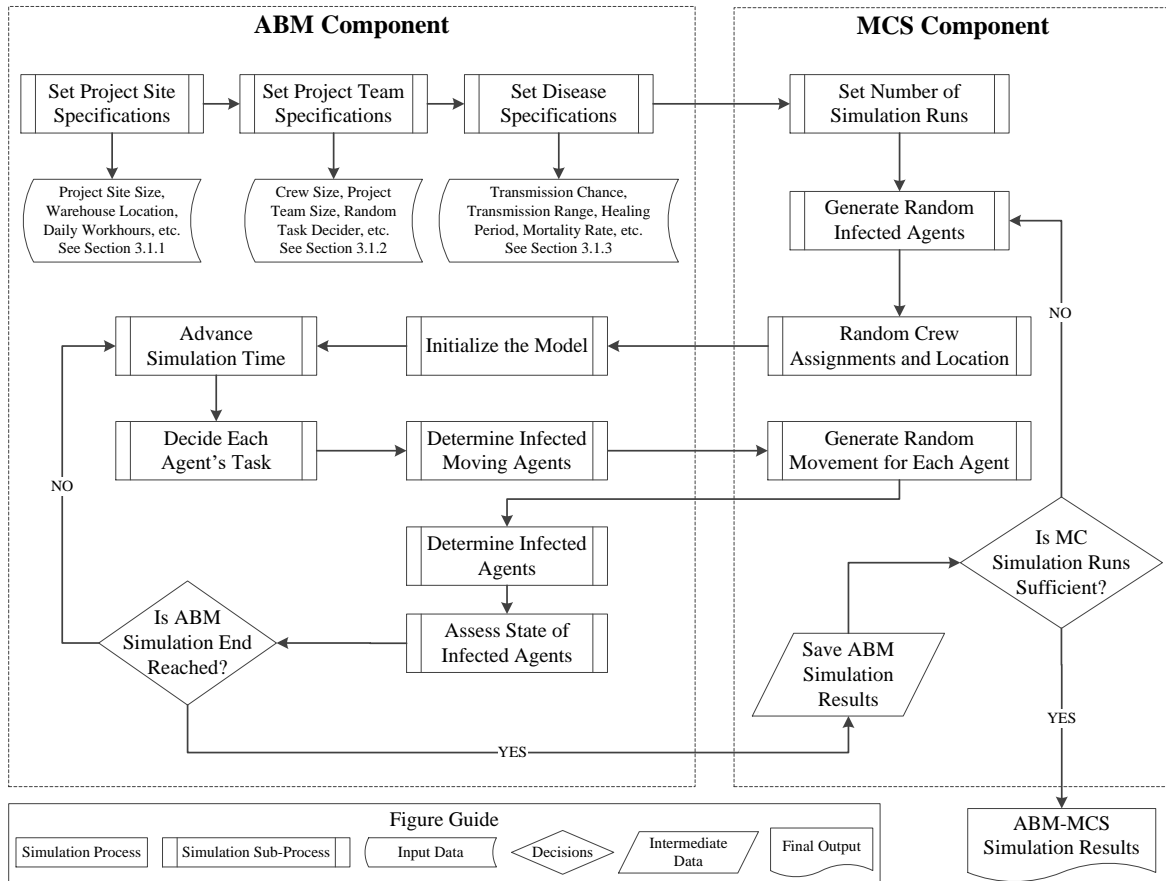 ABM Component
MCS Component
Set Project Site
Specifications
Set Project Team
Specifications
Set Disease
Specifications
Set Number of
Simulation Runs
Project Site Size,
Warehouse Location,
Daily Workhours, etc.
See Section 3.1.1
Crew Size, Project
Team Size, Random
Task Decider, etc.
See Section 3.1.2
Transmission Chance,
Transmission Range, Healing
Period, Mortality Rate, etc.
See Section 3.1.3
Generate Random
Infected Agents
NO
Advance
Simulation Time
Initialize the Model
Random Crew
Assignments and Location
Decide Each
Agent's Task
Determine Infected
Moving Agents
Generate Random
Movement for Each Agent
NO
Determine Infected
Agents
Is MC
Simulation Runs
Sufficient?
Is ABM
Simulation End
Reached?
Assess State of
Infected Agents
Save ABM
Simulation
Results
YES
YES
Figure Guide
Simulation Process
Simulation Sub-Process
Input Data
Decisions
Intermediate
Data
Final Output
ABM-MCS
Simulation Results